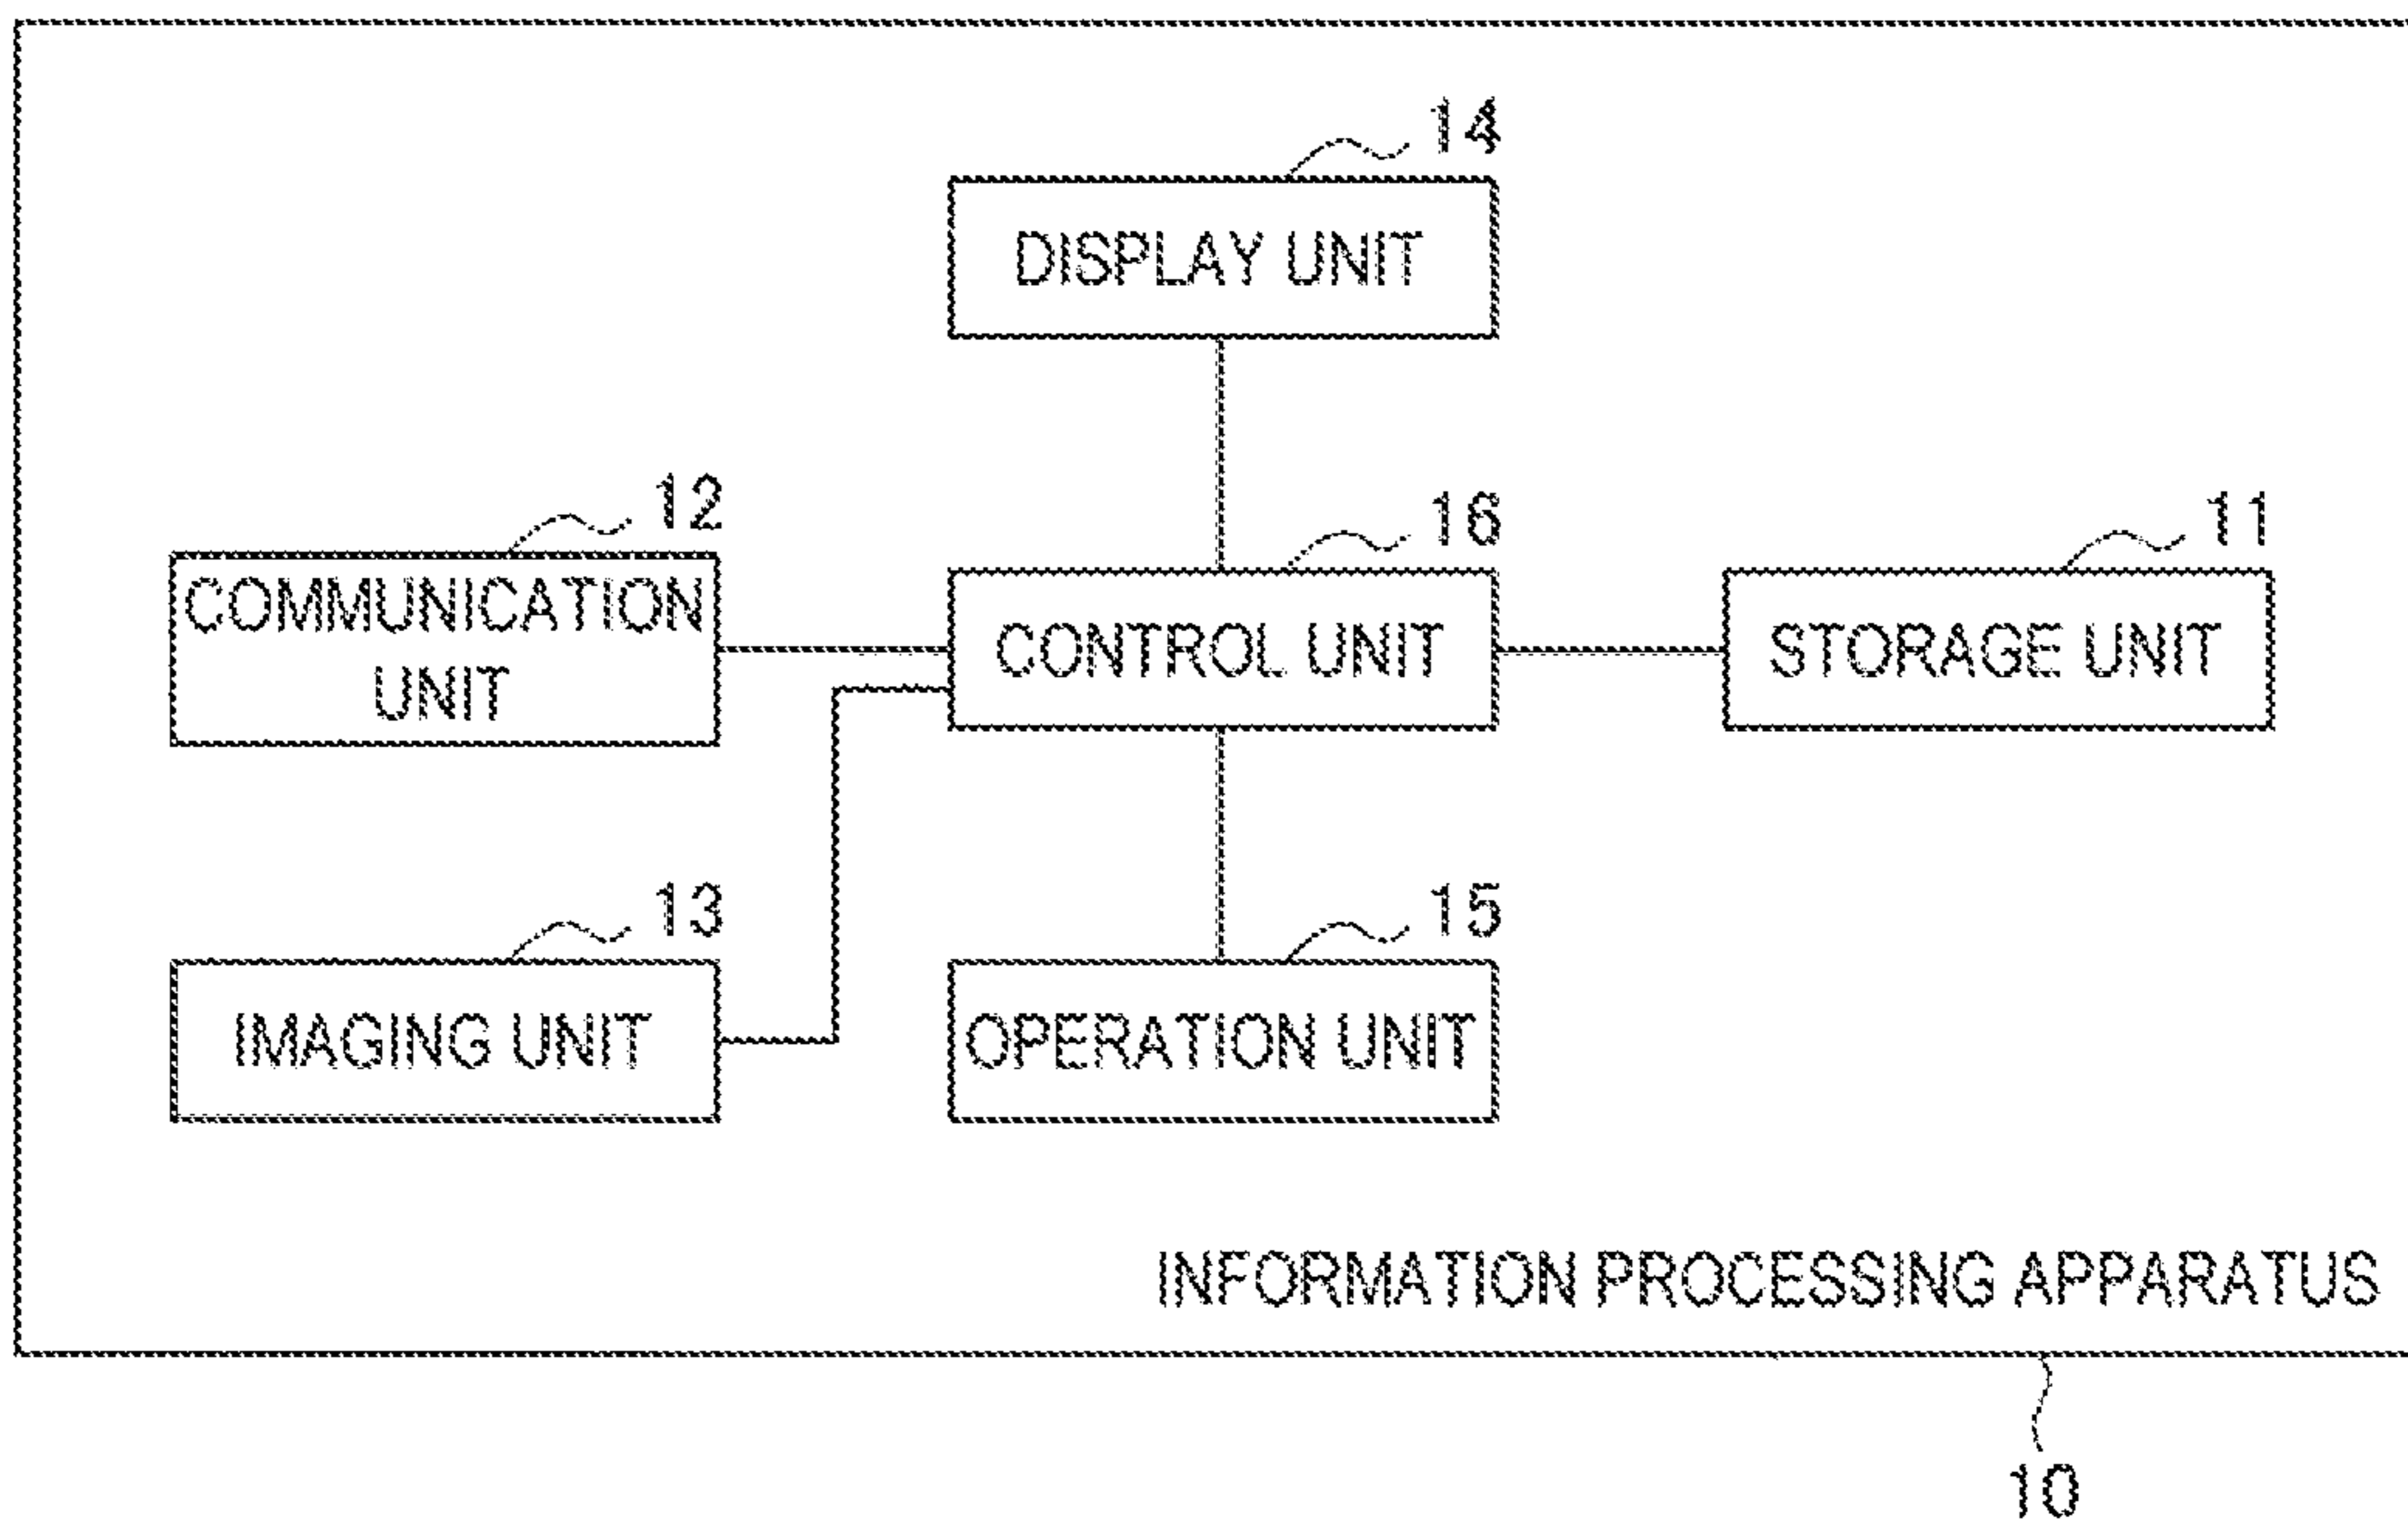 14
DISPLAY UNIT
12
16
11
COMMUNICATION
UNIT
CONTROL UNIT
STORAGE UNIT
13
15
IMAGING UNIT
OPERATION UNIT
INFORMATION PROCESSING APPARATUS
10